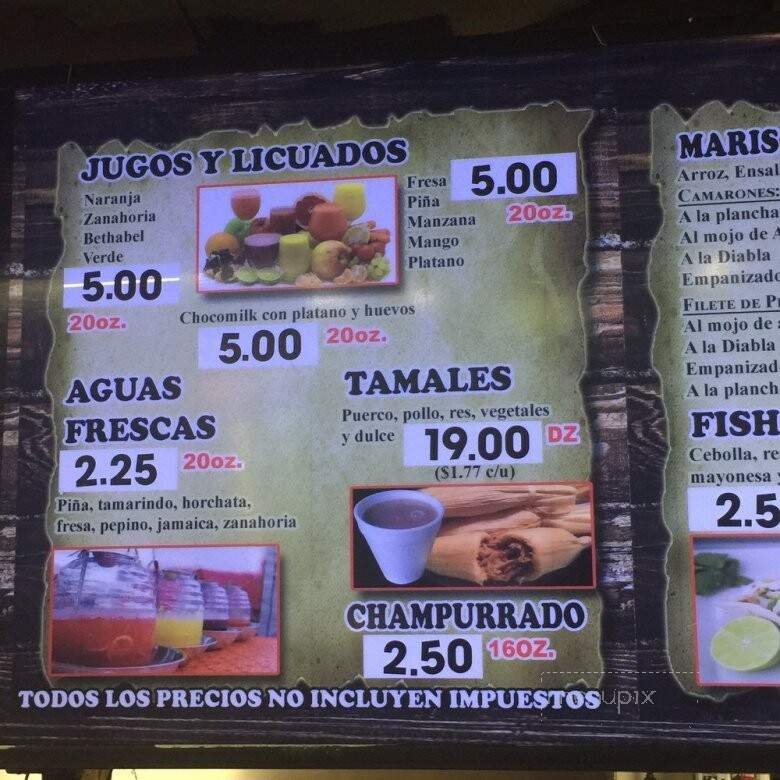 JUGOS Y LICUADOS
Naranja
Zanahoria
Bethabel
Verde
5.00
20oz.
Fresa
Piña
Manzana
Mango
Platano
5.00
20oz.
Chocomilk con platano y huevos
5.00
20oz.
AGUAS
FRESCAS
2.25
20oz.
Piña, tamarindo, horchata,
fresa, pepino, jamaica, zanahoria
TAMALES
Puerco, pollo, res, vegetales
y dulce
19.00 DZ
($1.77 c/u)
CHAMPURRADO
2.50 16OZ.
TODOS LOS PRECIOS NO INCLUYEN IMPUESTOS
MARIS
Arroz, Ensal
CAMARONES
A la plancha
Al mojo de A
A la Diabla
Empanizado
FILETE DE P
Al mojo de
A la Diabla
Empanizad
A la planch
FISH
Cebolla, re
mayonesa y
2.5